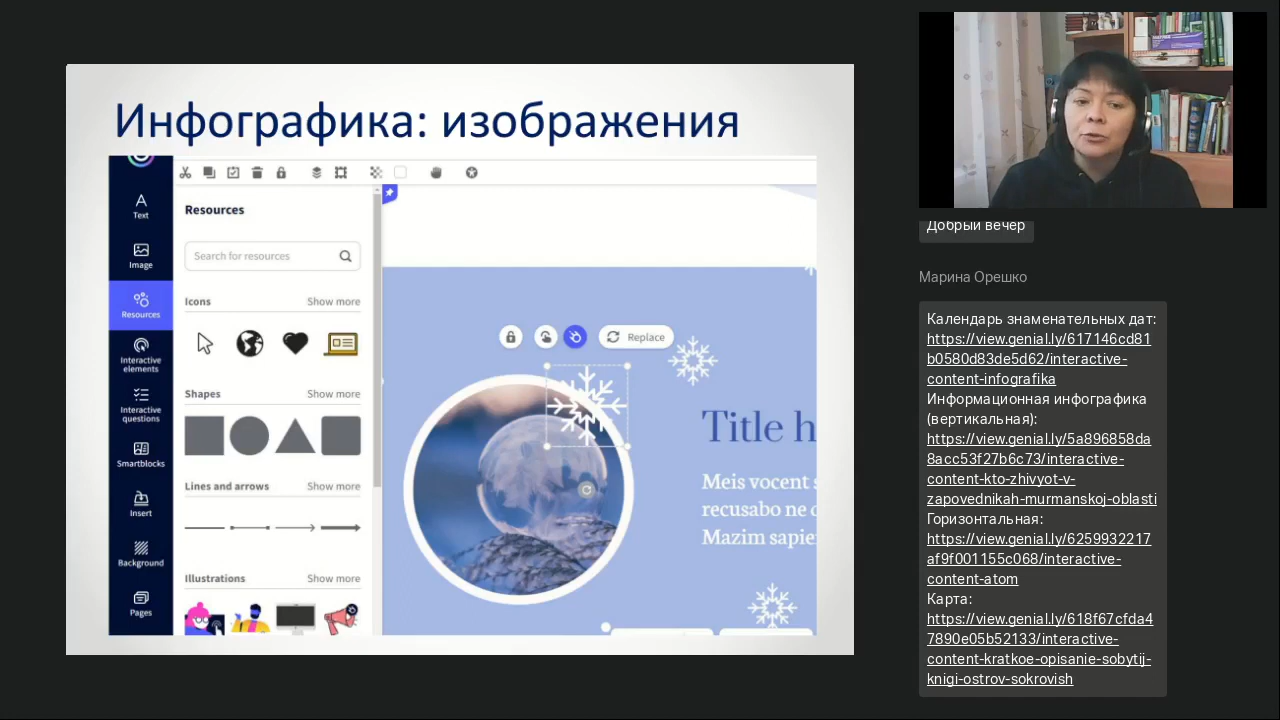 Инфографика: изображения
Text
Image
Resources
Interactive
elements
Interactive
questions
Smartblocks
Insert
Background
Pages
Resources
Search for resources
Icons Show more
Shapes Show more
Lines and arrows Show more
Illustrations Show more
Replace
Title h
Meis vocent s
recusabo ne d
Mazim sapie
Добрый вечер
Марина Орешко
Календарь знаменательных дат:
https://view.genial.ly/617146cd81
b0580d83de5d62/interactive-
content-infografika
Информационная инфографика
(вертикальная):
https://view.genial.ly/5a896858da
8acc53f27b6c73/interactive-
content-kto-zhivyot-v-
zapovednikah-murmanskoj-oblasti
Горизонтальная:
https://view.genial.ly/6259932217
af9f001155c068/interactive-
content-atom
Карта:
https://view.genial.ly/618f67cfda4
7890e05b52133/interactive-
content-kratkoe-opisanie-sobytij-
knigi-ostrov-sokrovish